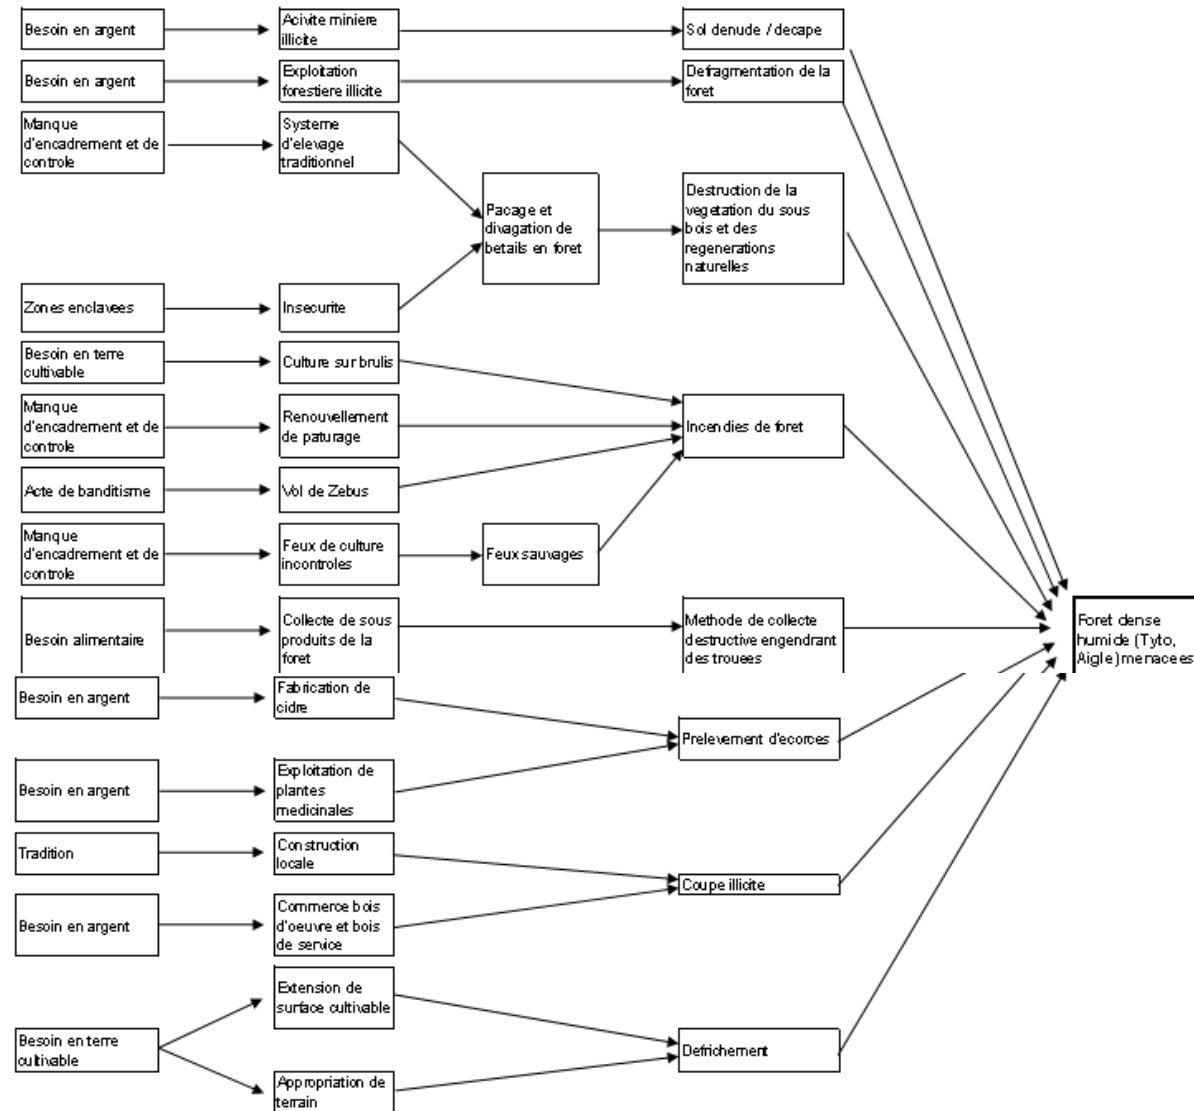 Besoin en argent
Acivite miniere
illicite
Sol denude / decape
Besoin en argent
Exploitation
forestiere illicite
Defragmentation de la
foret
Manque
d'encadrement et de
controle
Systeme
d'elevage
traditionnel
Pacage et
divagation de
betails en foret
Destruction de la
vegetation du sous
bois et des
regenerations
naturelles
Zones enclavees
Insecurite
Besoin en terre
cultivable
Culture sur brulis
Manque
d'encadrement et de
controle
Renouvellement
de paturage
Incendies de foret
Acte de banditisme
Vol de Zebus
Manque
d'encadrement et de
controle
Feux de culture
incontroles
Feux sauvages
Besoin alimentaire
Collecte de sous
produits de la
foret
Methode de collecte
destructive engendrant
des trouees
Foret dense
humide (Tyto,
Aigle) menacees
Besoin en argent
Fabrication de
cidre
Prelevement d'ecorces
Besoin en argent
Exploitation de
plantes
medicinales
Tradition
Construction
locale
Coupe illicite
Besoin en argent
Commerce bois
d'oeuvre et bois
de service
Extension de
surface cultivable
Besoin en terre
cultivable
Defrichement
Appropriation de
terrain